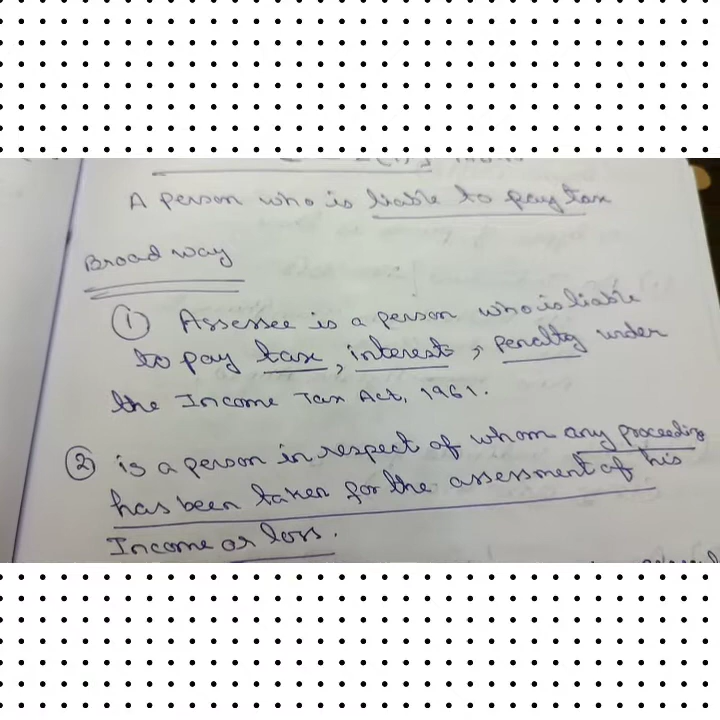 A person who is liable to pay tax
Broad way
① Assessee is a person who is liable
to pay tax, interest, penalty under
the Income Tax Act, 1961.
② is a person in respect of whom any proceeding
has been taken for the assessment of his
Income or loss.